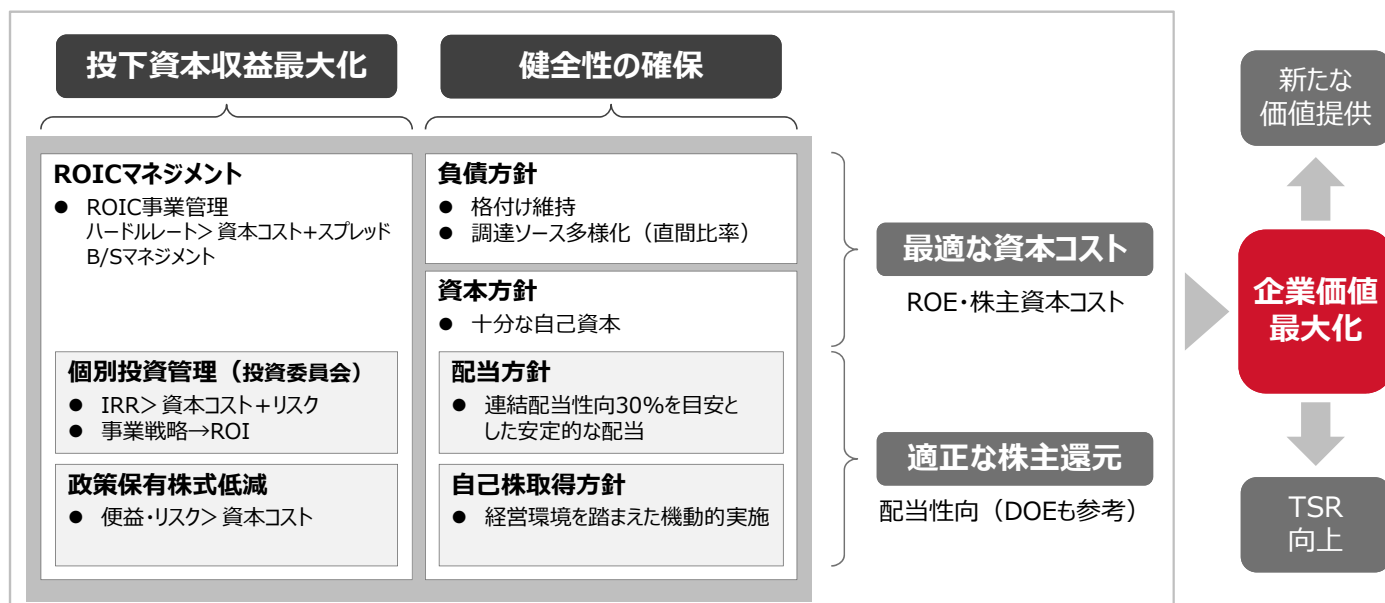 投下資本収益最大化
健全性の確保
ROICマネジメント
● ROIC事業管理
ハードルレート＞資本コスト+スプレッド
B/Sマネジメント
個別投資管理（投資委員会）
● IRR＞資本コスト＋リスク
● 事業戦略→ROI
政策保有株式低減
● 便益・リスク＞資本コスト
負債方針
● 格付け維持
● 調達ソース多様化（直間比率）
資本方針
● 十分な自己資本
配当方針
● 連結配当性向30%を目安と
した安定的な配当
自己株取得方針
● 経営環境を踏まえた機動的実施
最適な資本コスト
ROE・株主資本コスト
適正な株主還元
配当性向（DOEも参考）
新たな
価値提供
企業価値
最大化
TSR
向上